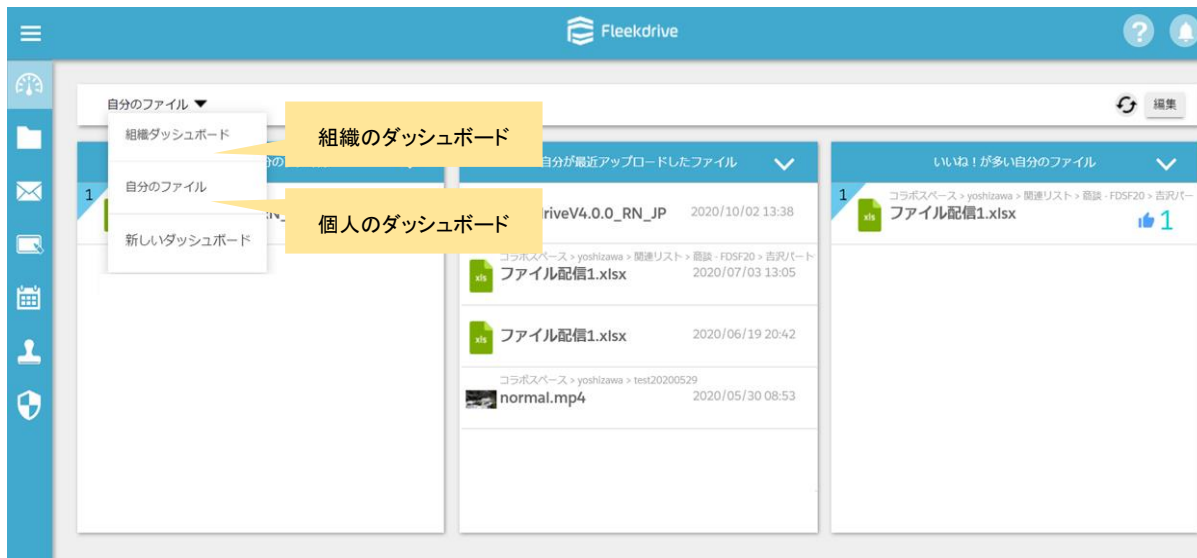 Fleekdrive
?
自分のファイル ▼
編集
組織ダッシュボード
自分のファイル
新しいダッシュボード
組織のダッシュボード
個人のダッシュボード
1
自分が最近アップロードしたファイル
riveV4.0.0_RN_JP 2020/10/02 13:38
コラボスペース > yoshizawa > 関連リスト > 商談 - FDSF20 > 吉沢パート
xls ファイル配信1.xlsx 2020/07/03 13:05
xls ファイル配信1.xlsx 2020/06/19 20:42
コラボスペース > yoshizawa > test20200529
normal.mp4 2020/05/30 08:53
いいね！が多い自分のファイル
1
コラボスペース > yoshizawa > 関連リスト > 商談 - FDSF20 > 吉沢パー
xls ファイル配信1.xlsx
1